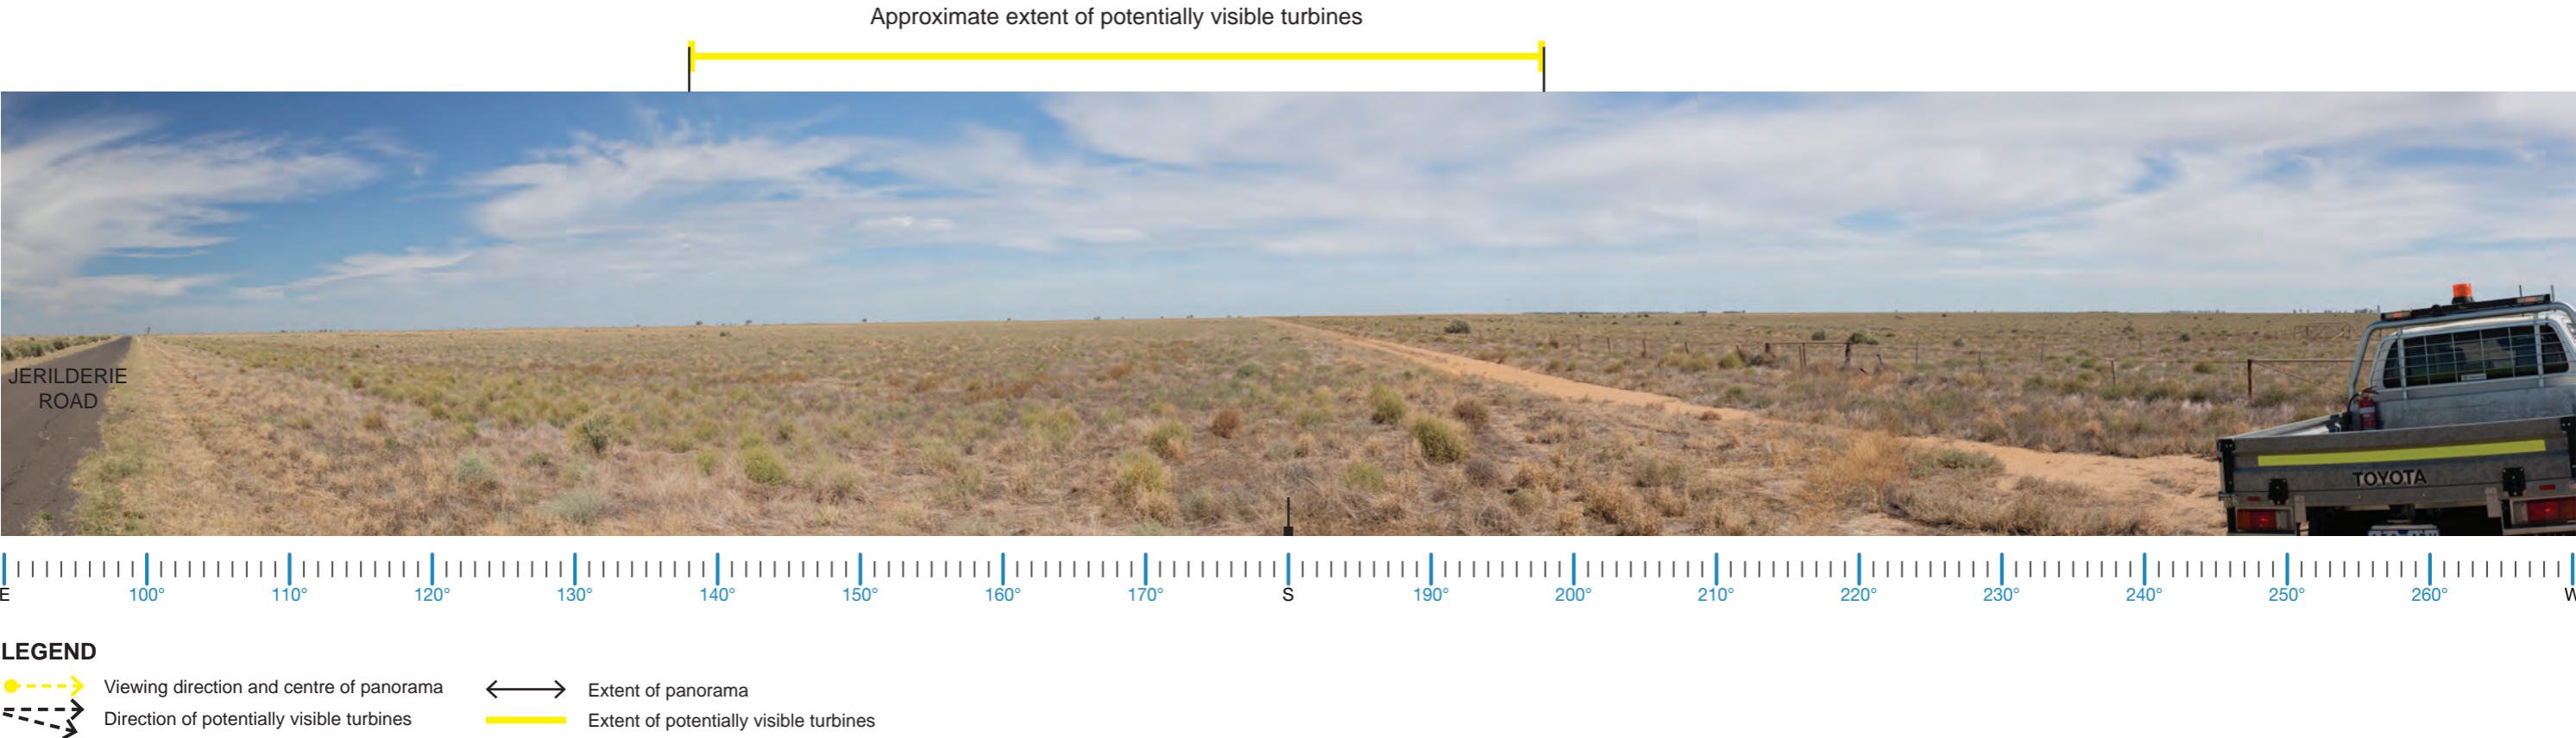 Approximate extent of potentially visible turbines
JERILDERIE
ROAD
TOYOTA
E 100° 110° 120° 130° 140° 150° 160° 170° S 190° 200° 210° 220° 230° 240° 250° 260° W
LEGEND
Viewing direction and centre of panorama
Direction of potentially visible turbines
Extent of panorama
Extent of potentially visible turbines